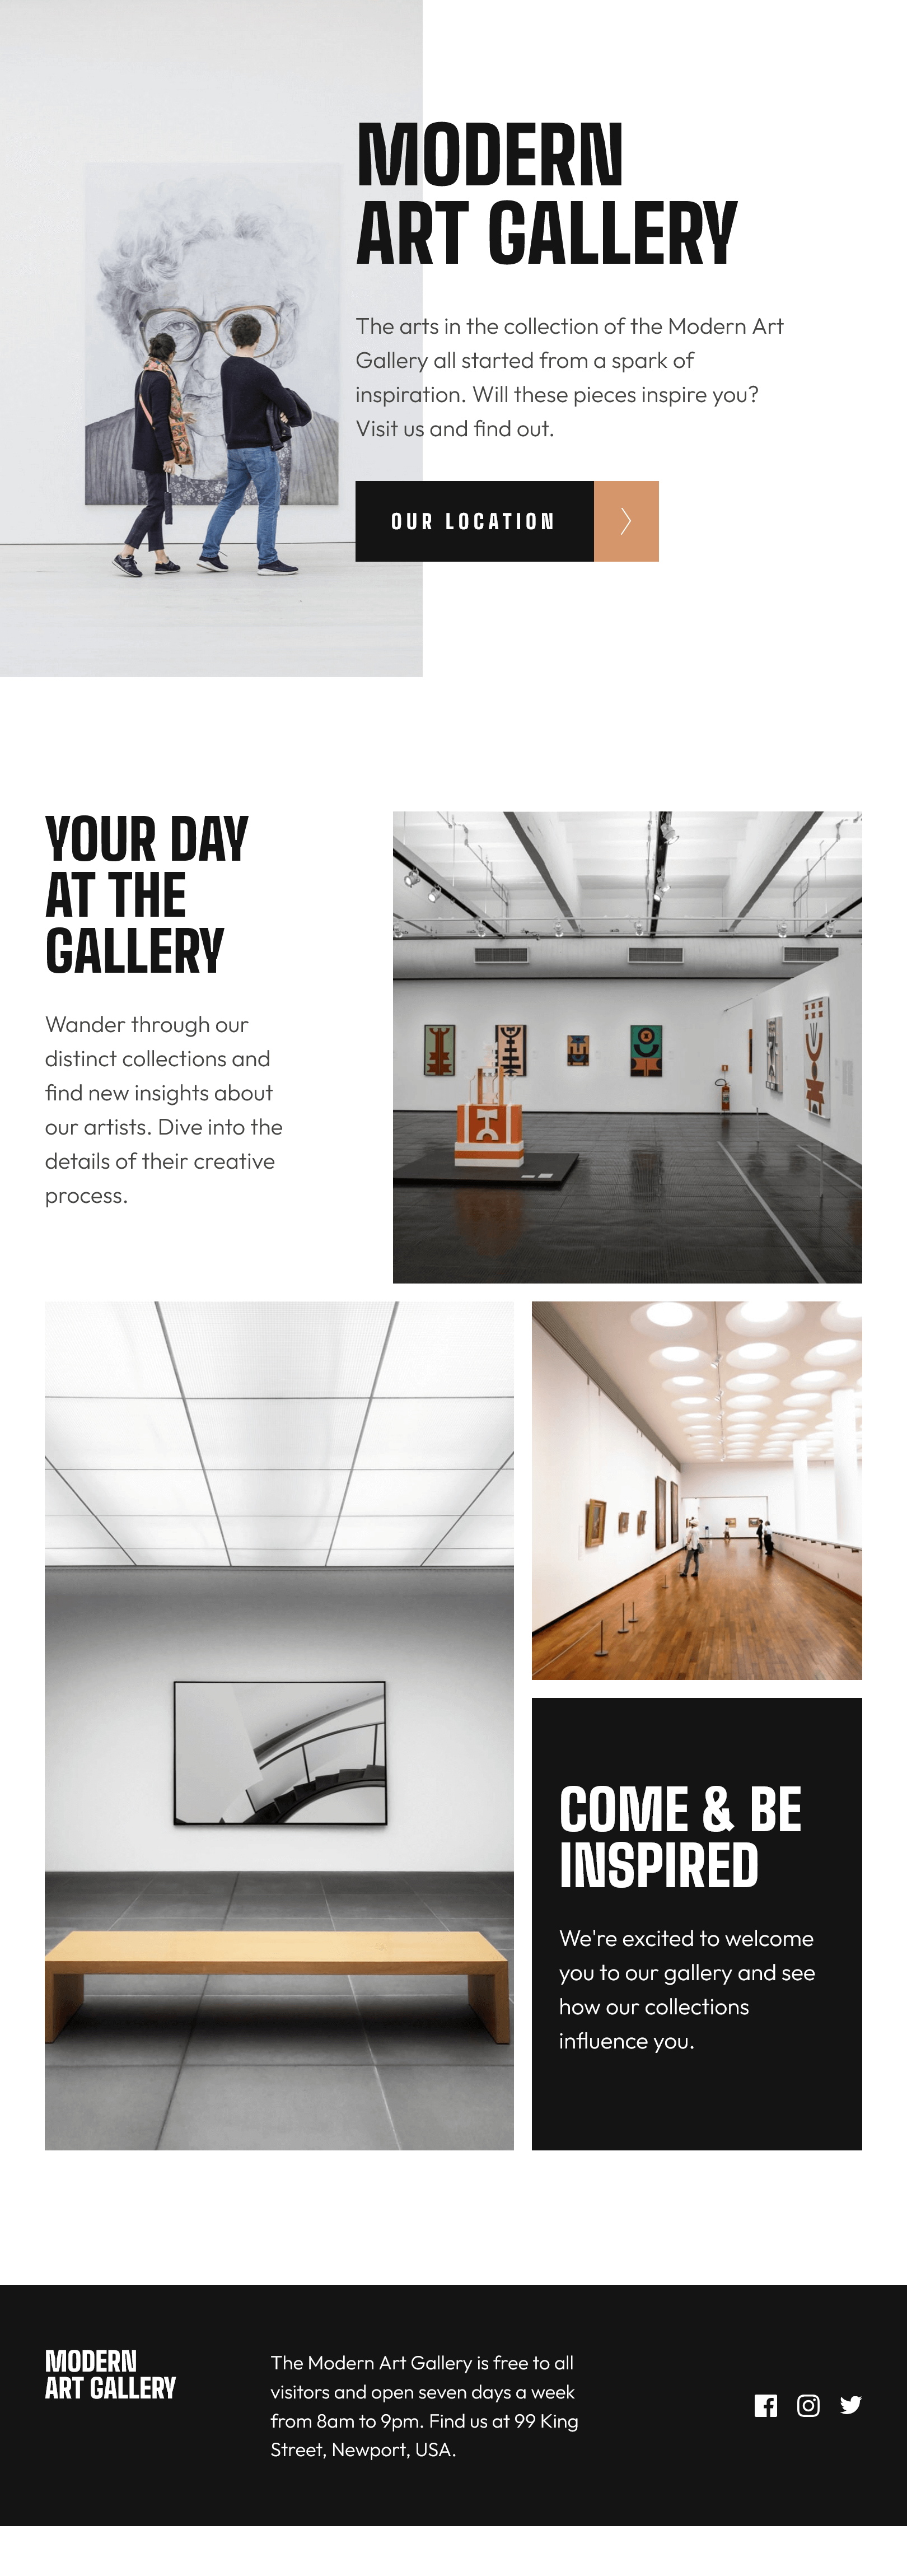 MODERN
ART GALLERY
The arts in the collection of the Modern Art
Gallery all started from a spark of
inspiration. Will these pieces inspire you?
Visit us and find out.
OUR LOCATION
YOUR DAY
AT THE
GALLERY
Wander through our
distinct collections and
find new insights about
our artists. Dive into the
details of their creative
process.
COME & BE
INSPIRED
We're excited to welcome
you to our gallery and see
how our collections
influence you.
MODERN
ART GALLERY
The Modern Art Gallery is free to all
visitors and open seven days a week
from 8am to 9pm. Find us at 99 King
Street, Newport, USA.